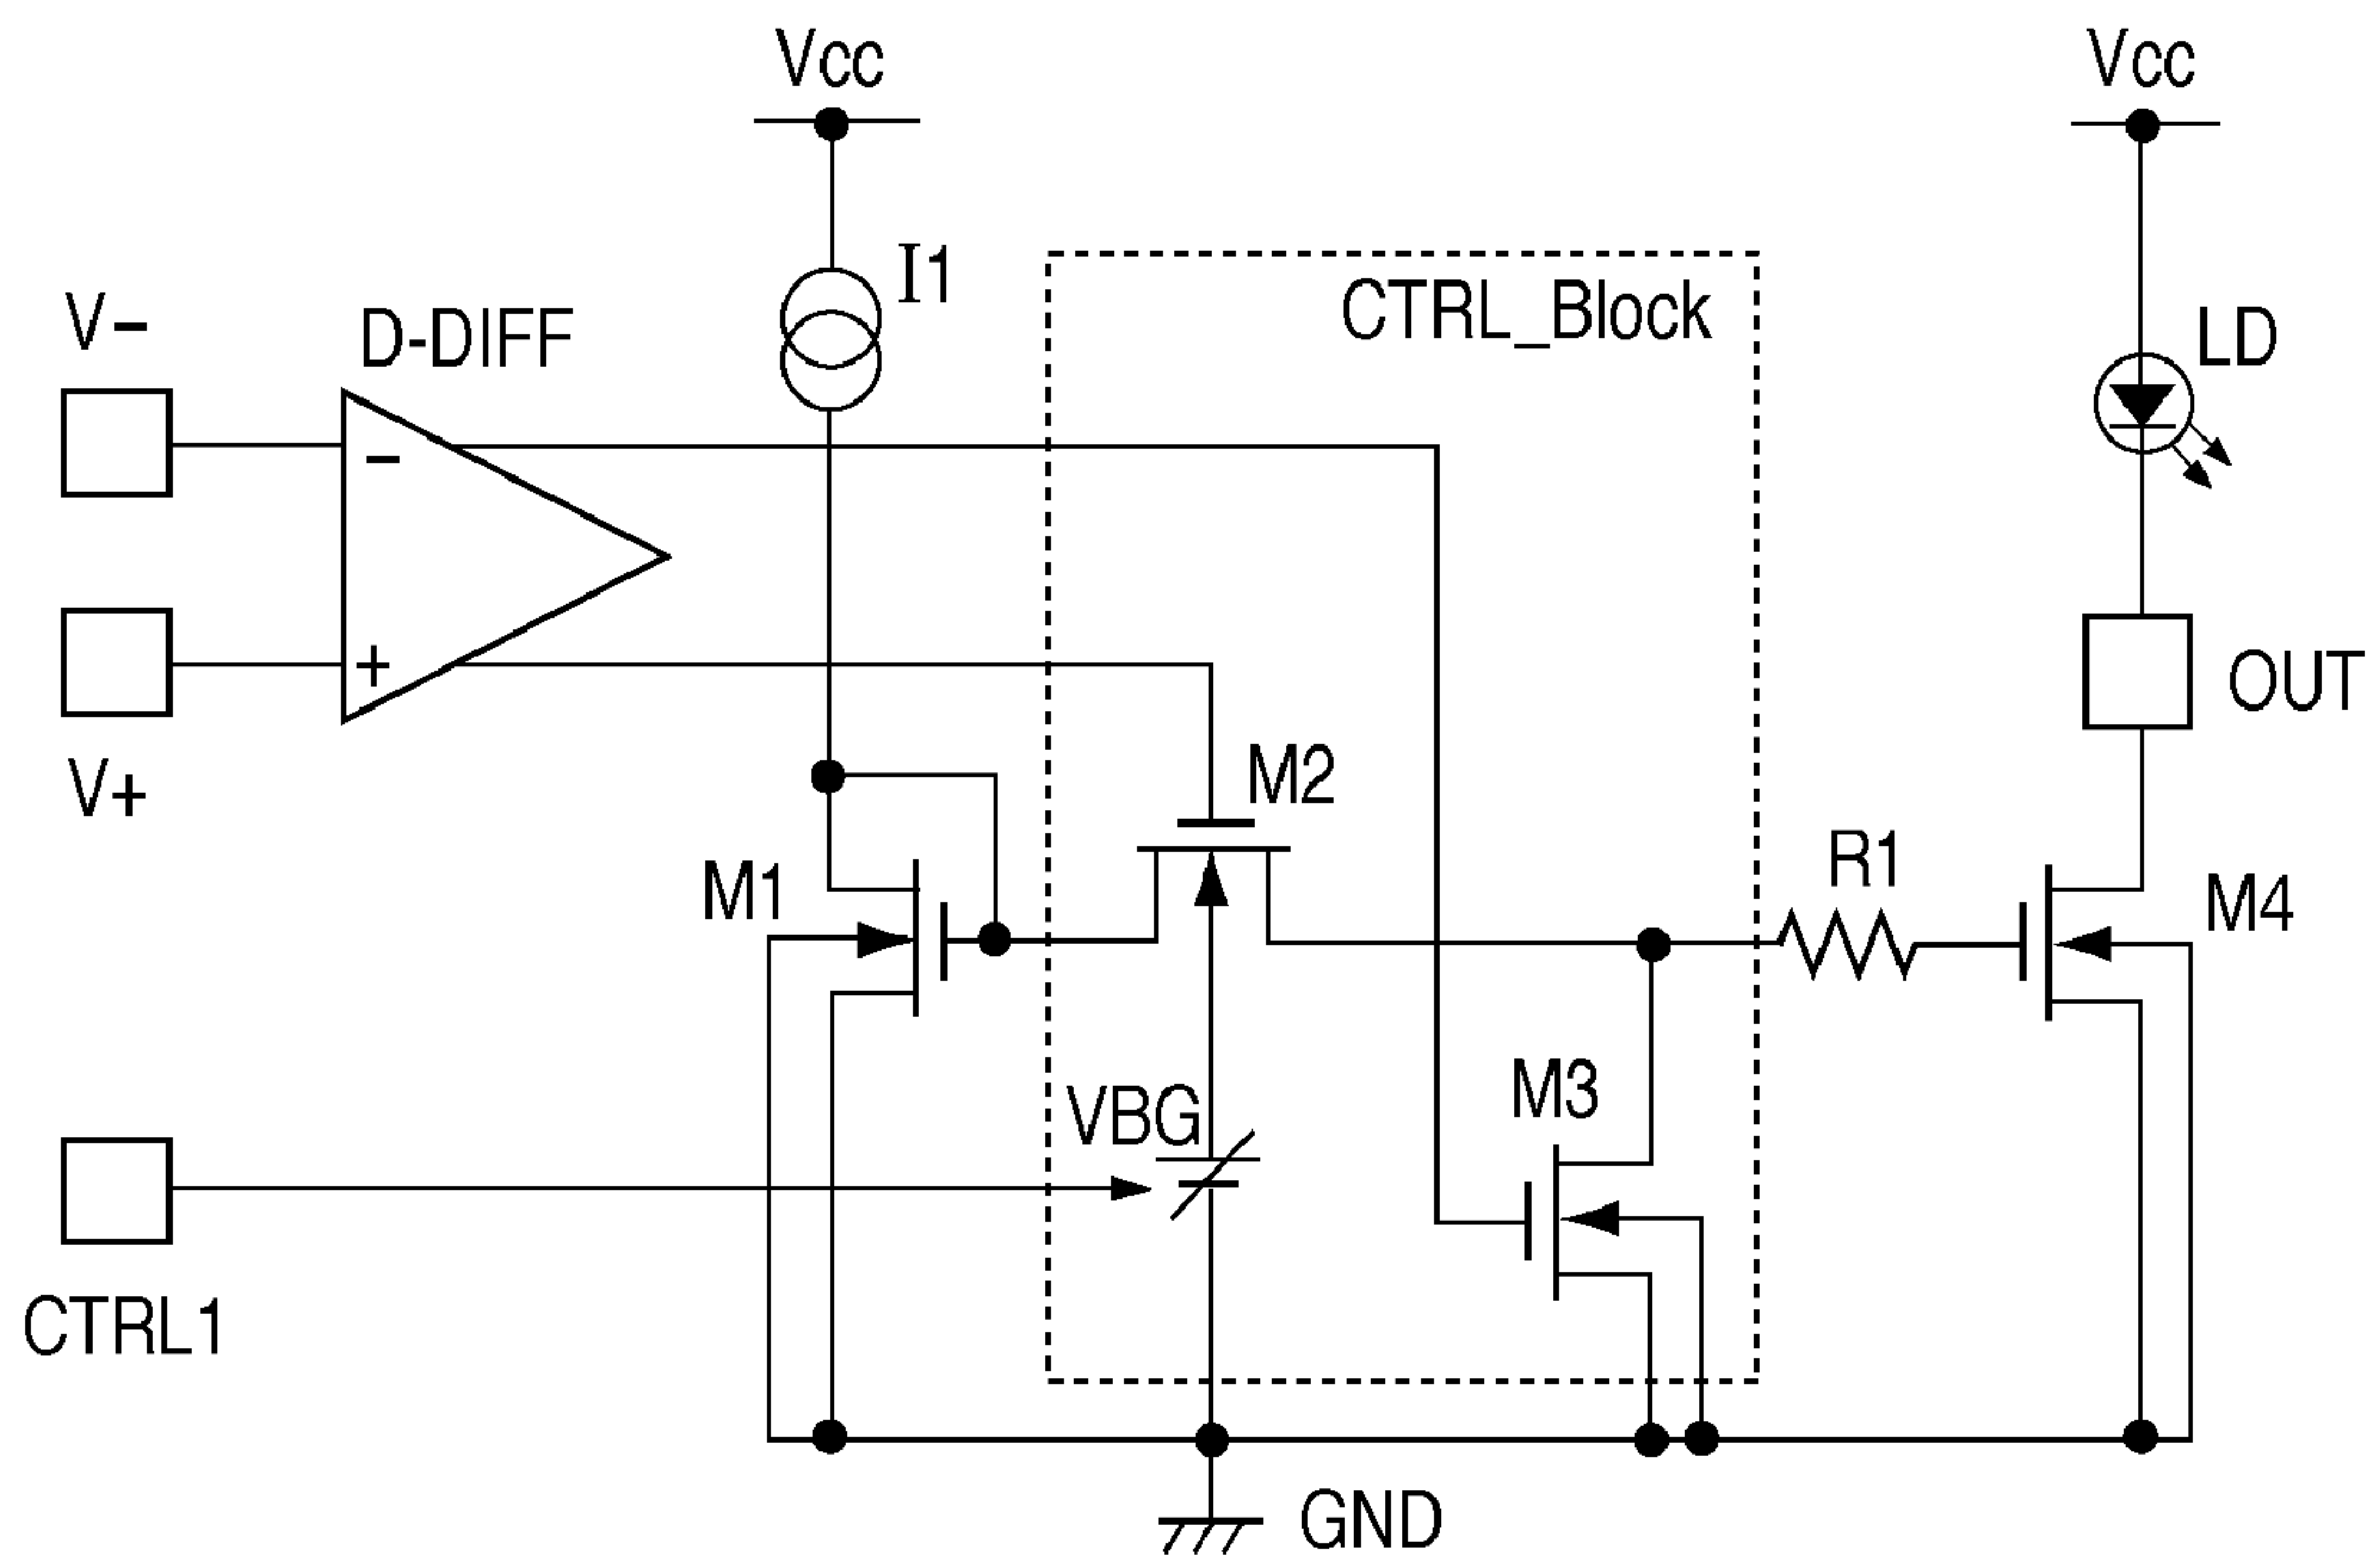 Vcc
Vcc
I1
CTRL_Block
V-
D-DIFF
LD
-
OUT
+
V+
M2
R1
M1
M4
VBG
M3
CTRL1
GND